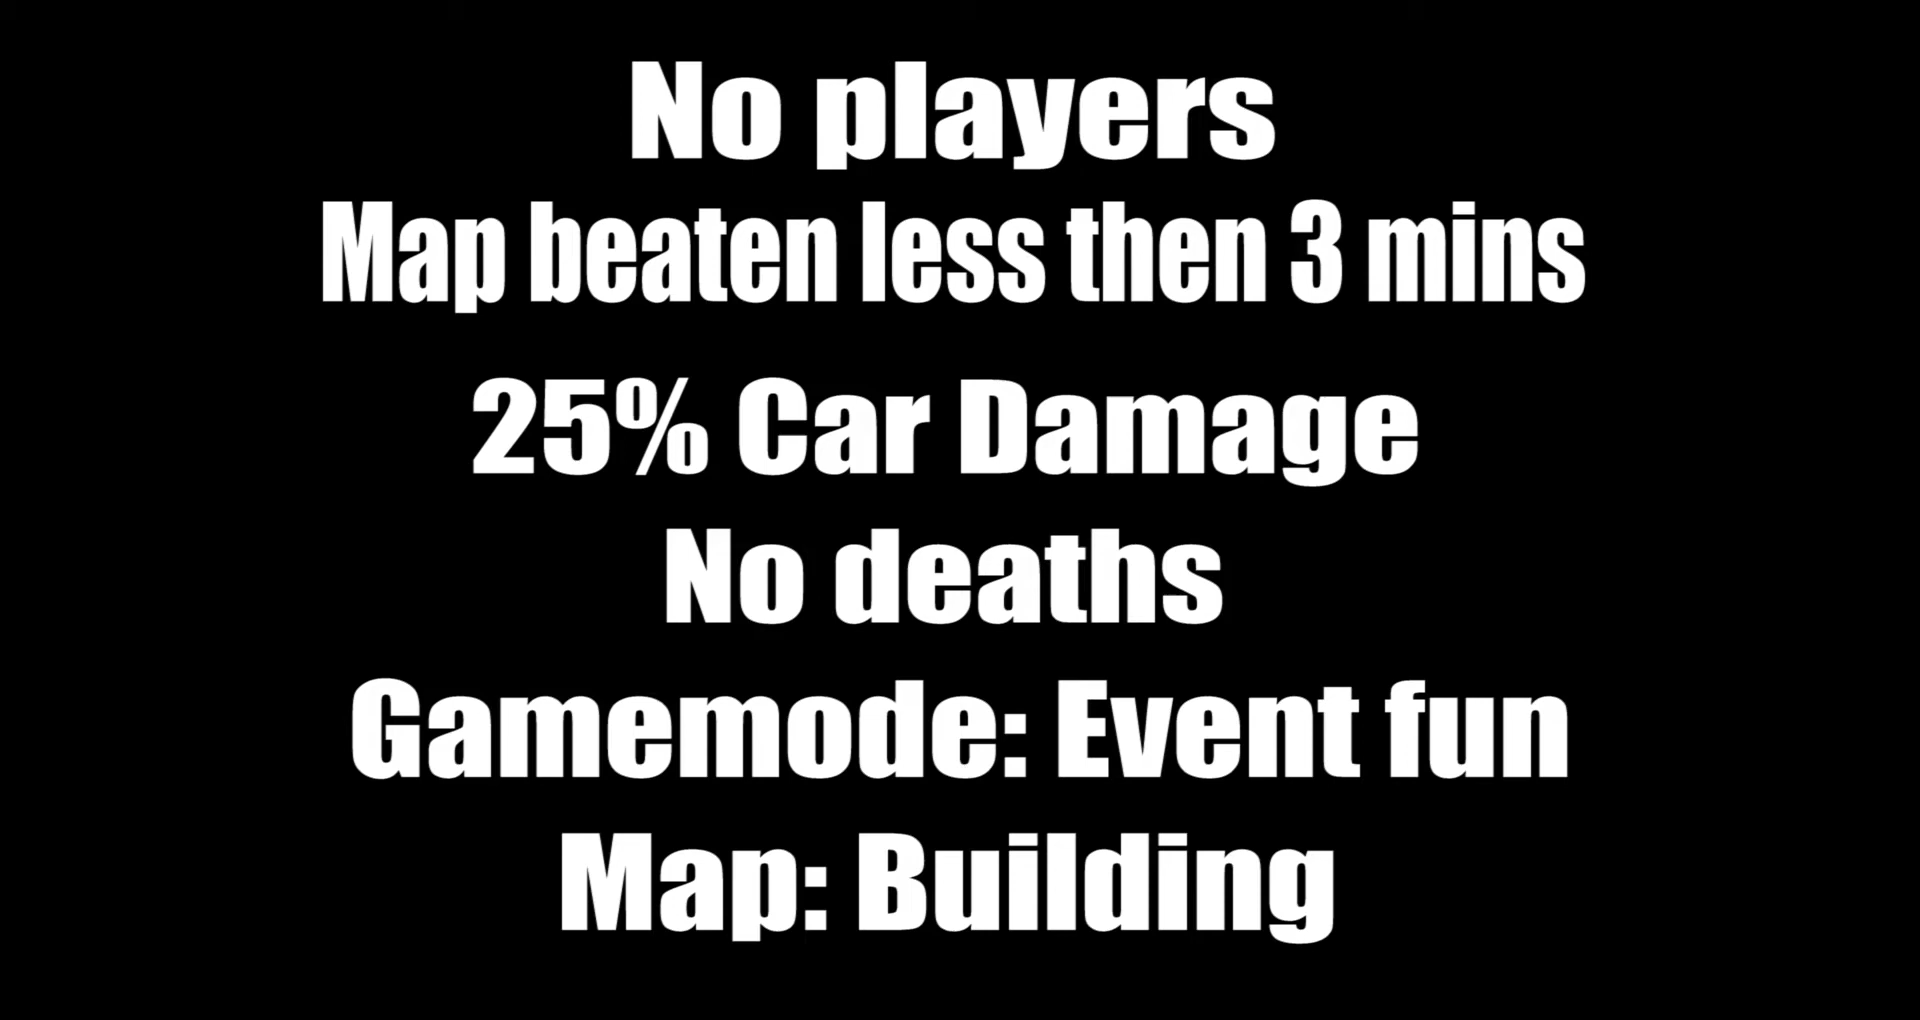 No players
Map beaten less then 3 mins
25% Car Damage
No deaths
Gamemode: Event fun
Map: Building